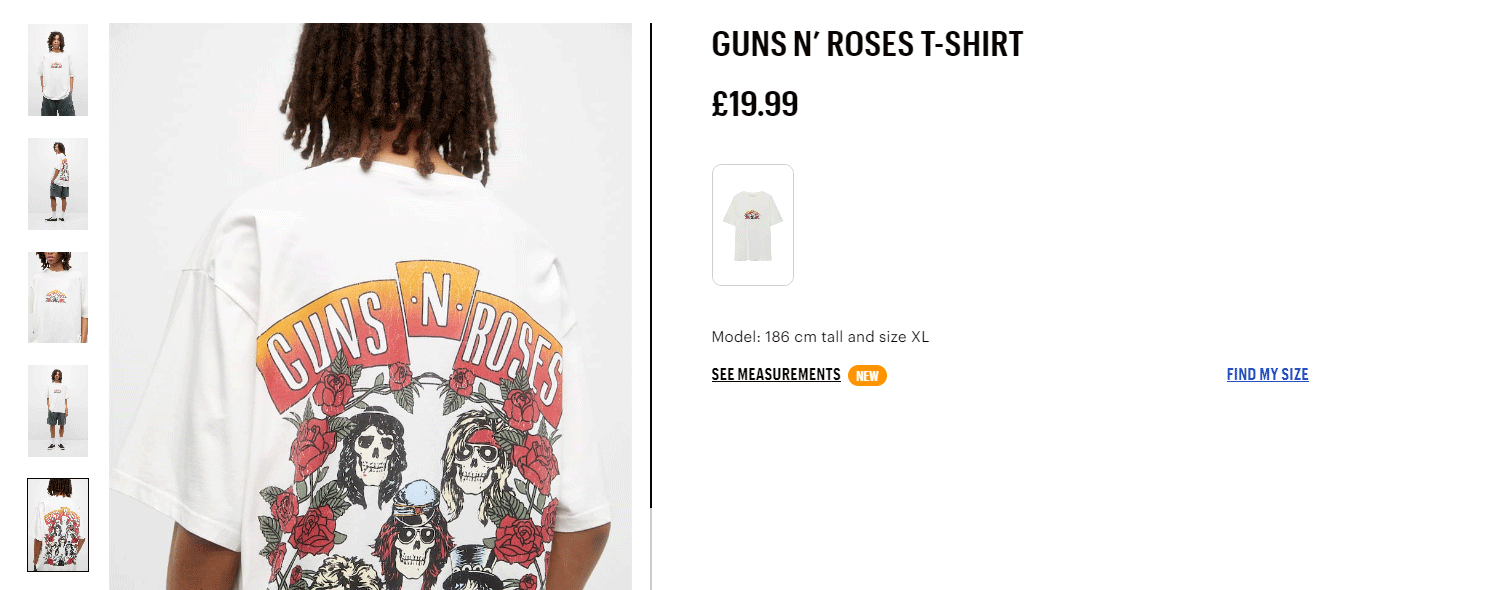 GUNS N' ROSES T-SHIRT
£19.99
GUNS ·N· ROSES
Model: 186 cm tall and size XL
SEE MEASUREMENTS NEW
FIND MY SIZE